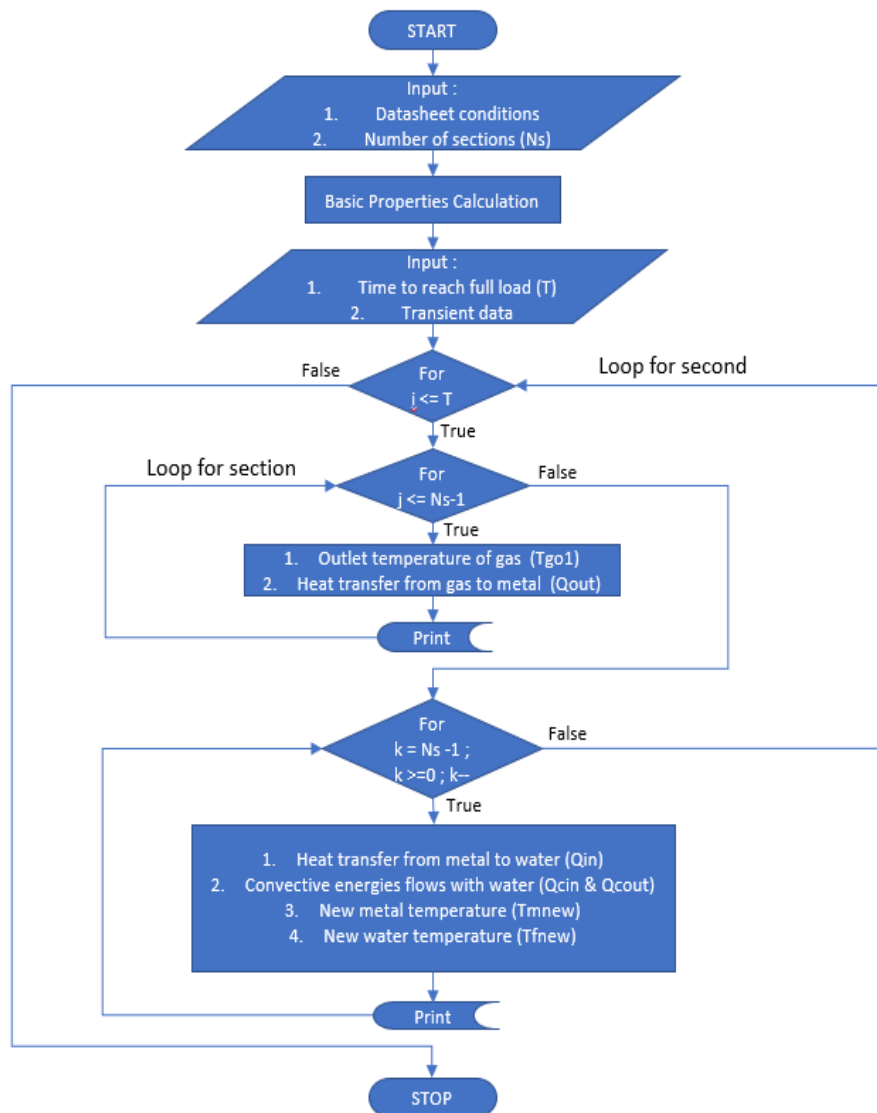 START
Input :
1. Datasheet conditions
2. Number of sections (Ns)
Basic Properties Calculation
Input :
1. Time to reach full load (T)
2. Transient data
False
Loop for second
For
i <= T
True
Loop for section
For
j <= Ns-1
False
True
1. Outlet temperature of gas (Tgo1)
2. Heat transfer from gas to metal (Qout)
Print
For
k = Ns -1 ;
k >=0 ; k--
False
True
1. Heat transfer from metal to water (Qin)
2. Convective energies flows with water (Qcin & Qcout)
3. New metal temperature (Tmnew)
4. New water temperature (Tfnew)
Print
STOP